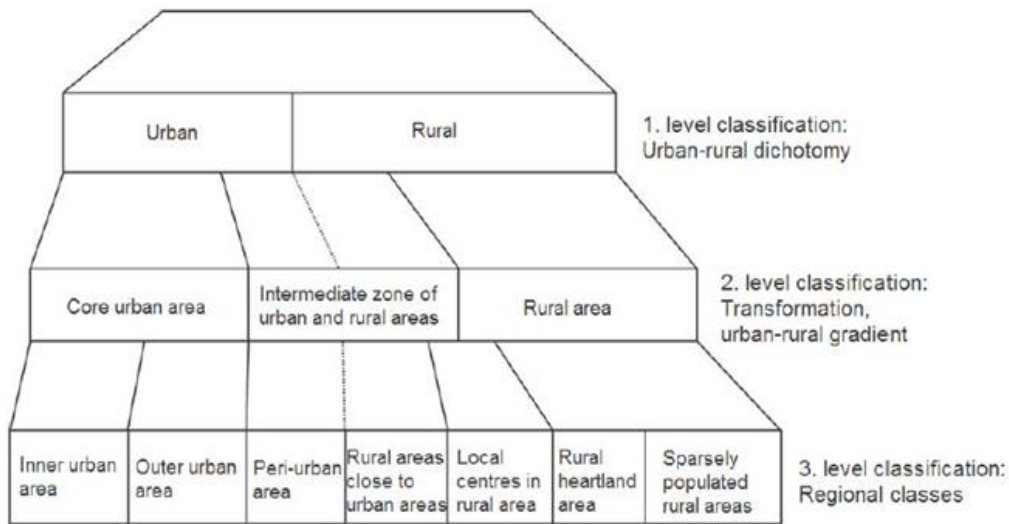 Urban
Rural
1. level classification:
Urban-rural dichotomy
Core urban area
Intermediate zone of
urban and rural areas
Rural area
2. level classification:
Transformation,
urban-rural gradient
Inner urban
area
Outer urban
area
Peri-urban
area
Rural areas
close to
urban areas
Local
centres in
rural area
Rural
heartland
area
Sparsely
populated
rural areas
3. level classification:
Regional classes